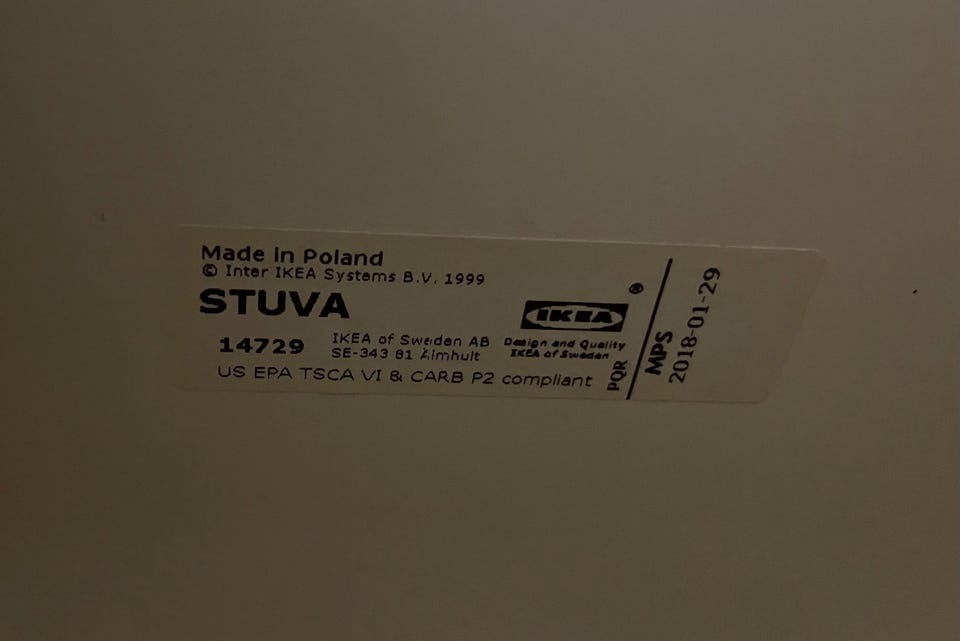 Made in Poland
© Inter IKEA Systems B.V. 1999
STUVA
14729
IKEA of Sweden AB
SE-343 81 Älmhult
US EPA TSCA VI & CARB P2 compliant
IKEA ®
Design and Quality
IKEA of Sweden
PQR
MPS
2018-01-29